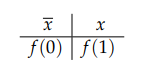 x̅ x
f(0) f(1)